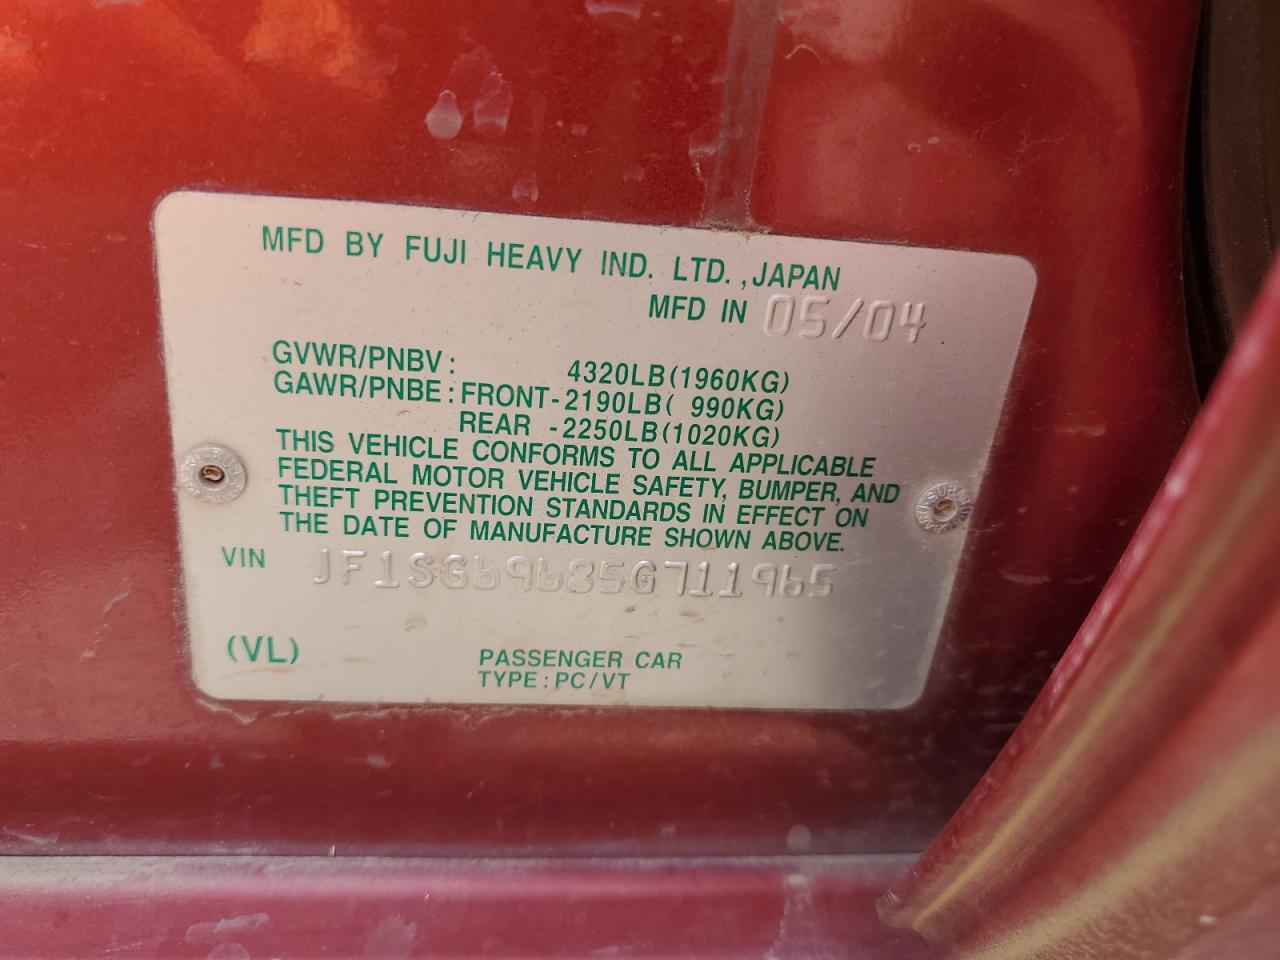 MFD BY FUJI HEAVY IND. LTD., JAPAN
MFD IN 05/04
GVWR/PNBV: 4320LB(1960KG)
GAWR/PNBE: FRONT-2190LB( 990KG)
REAR -2250LB(1020KG)
THIS VEHICLE CONFORMS TO ALL APPLICABLE
FEDERAL MOTOR VEHICLE SAFETY, BUMPER, AND
THEFT PREVENTION STANDARDS IN EFFECT ON
THE DATE OF MANUFACTURE SHOWN ABOVE.
VIN JF1SG69685G711965
(VL)
PASSENGER CAR
TYPE: PC/VT